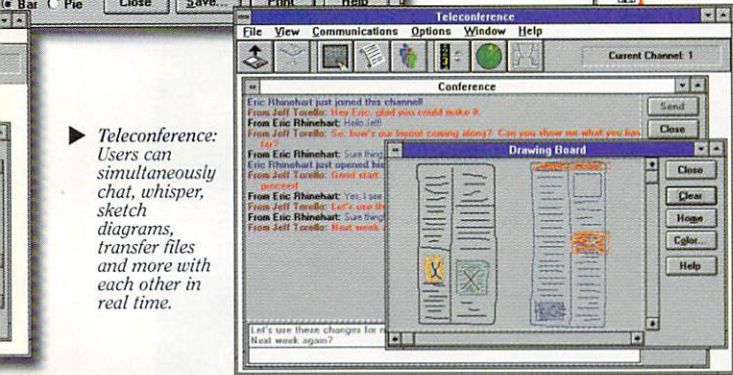 Bar Pie Close Save... Print Help
Teleconference
File View Communications Options Window Help
Current Channel: 1
Conference
Eric Rhinehart just joined this channel!
From Jeff Torello: Hey Eric, glad you could make it.
From Eric Rhinehart: Hello Jeff!
From Jeff Torello: So, how's our layout coming along? Can you show me what you has
far?
From Eric Rhinehart: Sure thing
Eric Rhinehart just opened his
From Jeff Torello: Good start.
proceed
From Eric Rhinehart: Yes, I see
From Jeff Torello: Let's use th
From Eric Rhinehart: Sure thing!
From Jeff Torello: Next week
Send
Close
Drawing Board
Close
Clear
Home
Color...
Help
Let's use these changes for n
Next week again?
▶ Teleconference:
Users can
simultaneously
chat, whisper,
sketch
diagrams,
transfer files
and more with
each other in
real time.